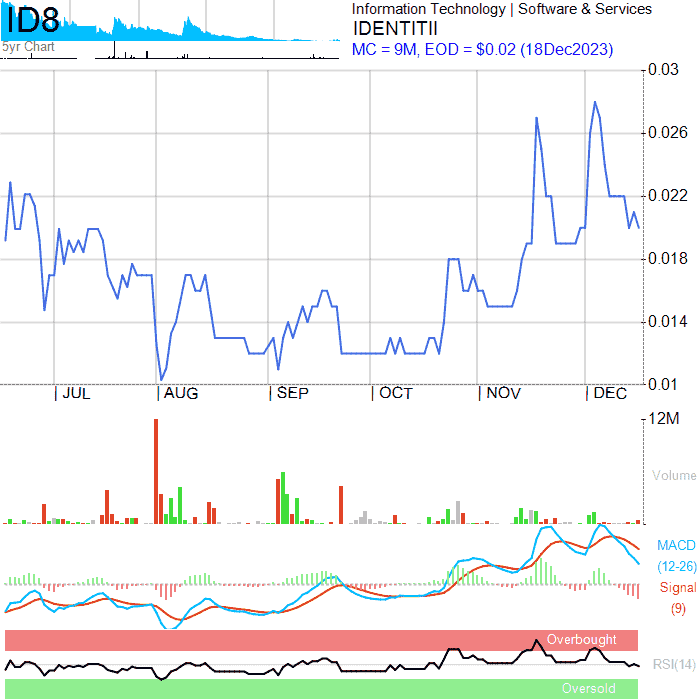 ID8
5yr Chart
Information Technology | Software & Services
IDENTITII
MC = 9M, EOD = $0.02 (18Dec2023)
0.03
0.026
0.022
0.018
0.014
0.01
| JUL | AUG | SEP | OCT | NOV | DEC
12M
Volume
MACD
(12-26)
Signal
(9)
Overbought
RSI(14)
Oversold